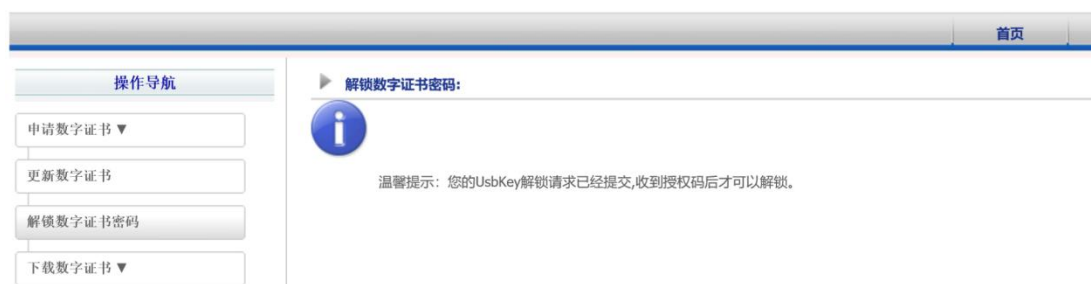 首页
操作导航
解锁数字证书密码:
申请数字证书▼
更新数字证书
温馨提示：您的UsbKey解锁请求已经提交,收到授权码后才可以解锁。
解锁数字证书密码
下载数字证书▼